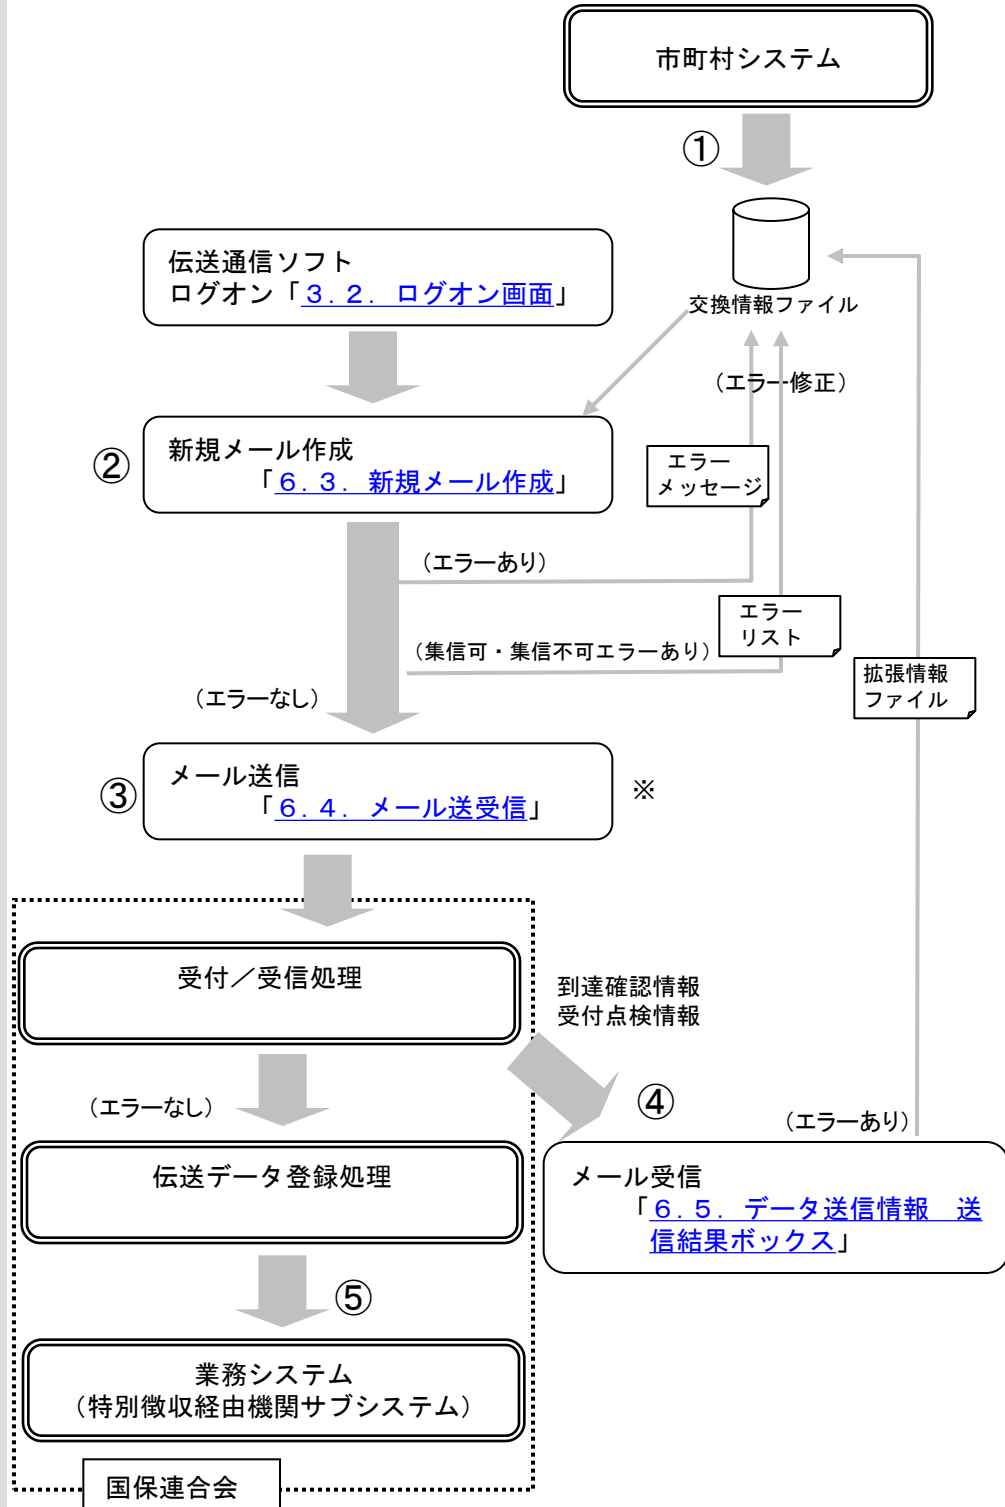 市町村システム
①
交換情報ファイル
伝送通信ソフト
ログオン「３．２．ログオン画面」
（エラー修正）
②
新規メール作成
「６．３．新規メール作成」
エラー
メッセージ
（エラーあり）
エラー
リスト
（集信可・集信不可エラーあり）
拡張情報
ファイル
（エラーなし）
③
メール送信
「６．４．メール送受信」
※
受付／受信処理
到達確認情報
受付点検情報
④
（エラーなし）
（エラーあり）
伝送データ登録処理
メール受信
「６．５．データ送信情報　送
信結果ボックス」
⑤
業務システム
（特別徴収経由機関サブシステム）
国保連合会